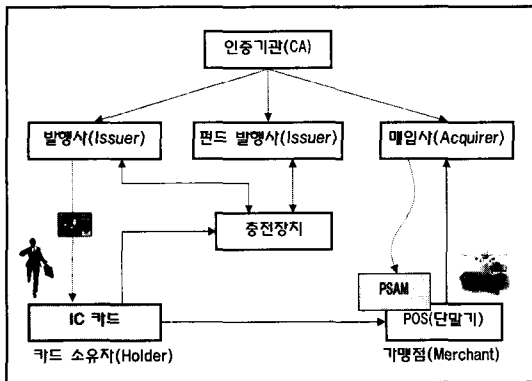 인증기관(CA)
발행사(Issuer)
펀드 발행사(Issuer)
매입사(Acquirer)
충전장치
PSAM
IC 카드
POS(단말기)
카드 소유자(Holder)
가맹점(Merchant)